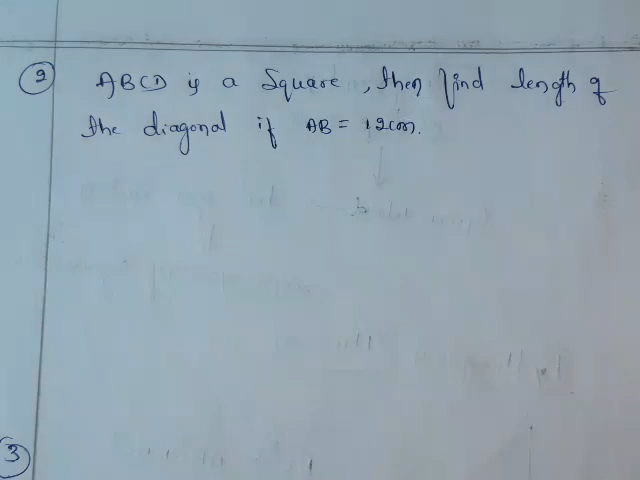 2 ABCD is a Square, then find length of
the diagonal if AB = 12cm.
3